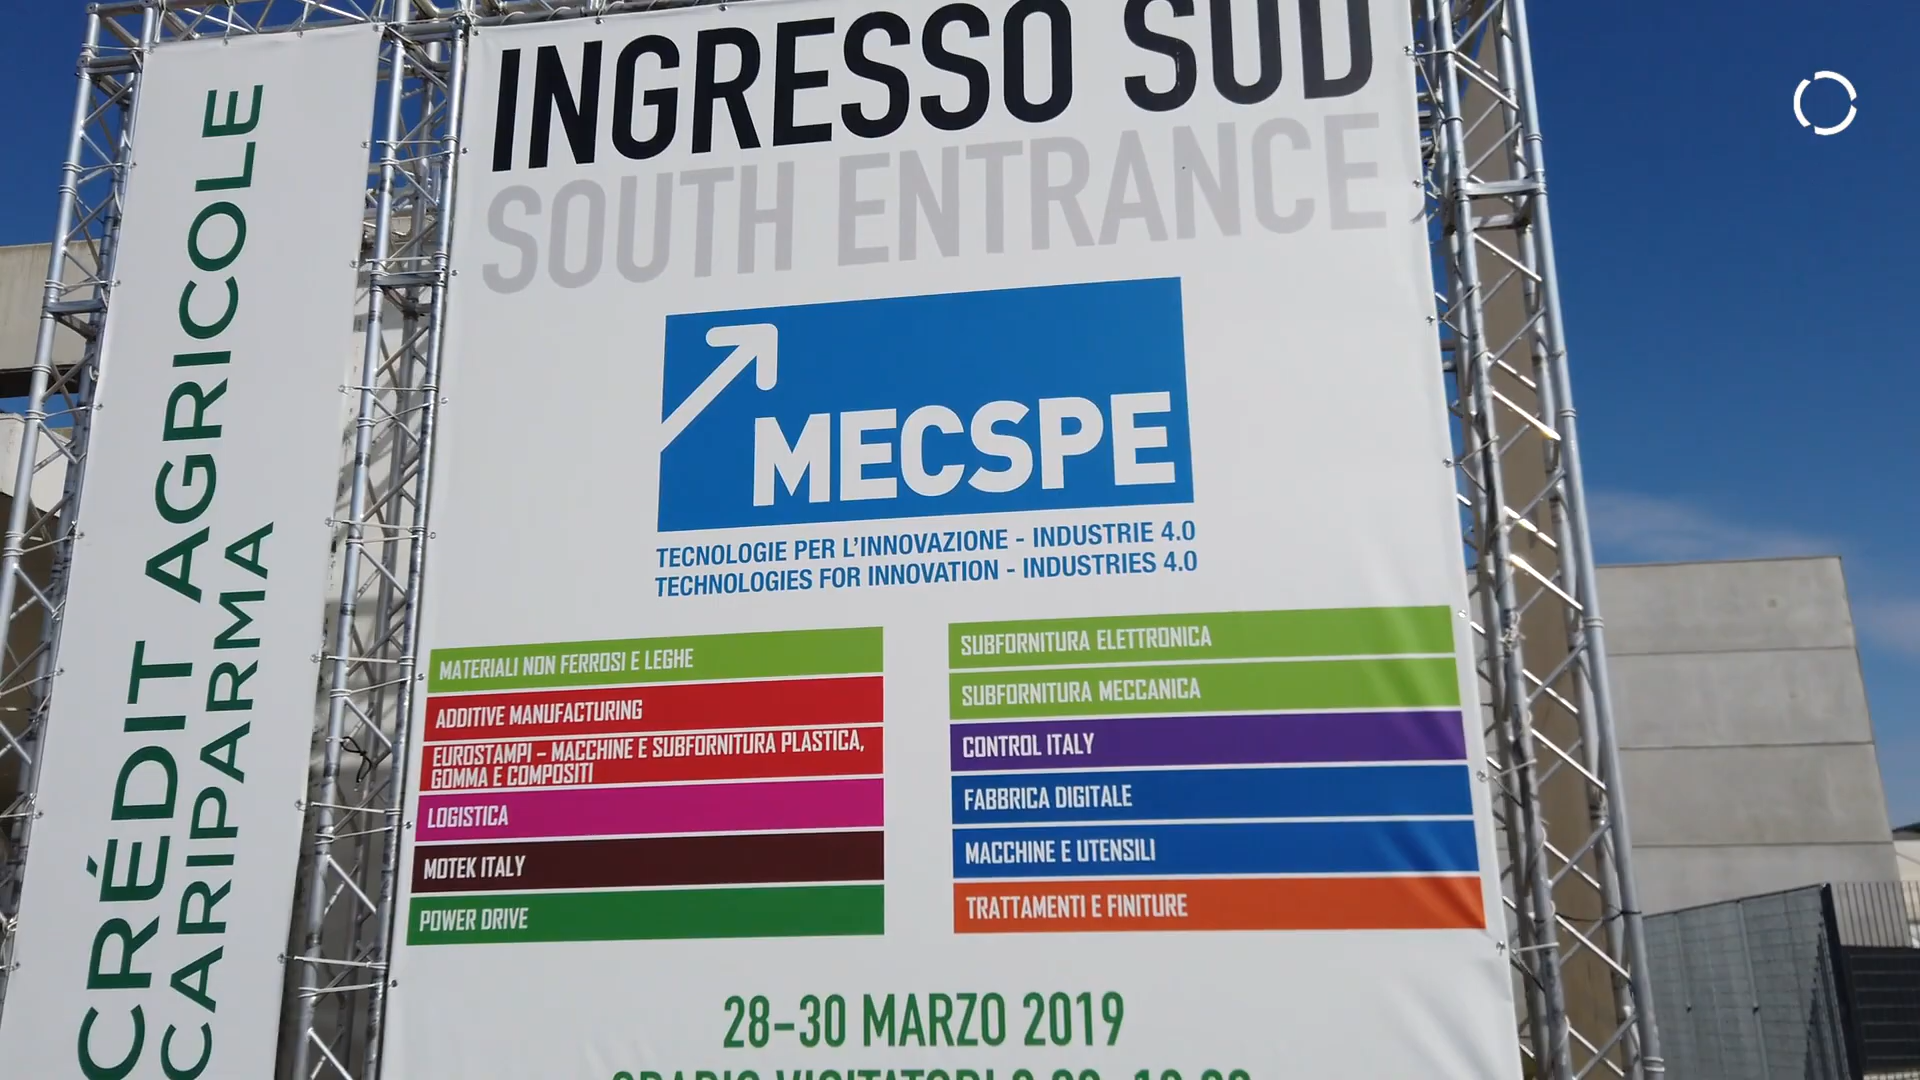 CRÉDIT AGRICOLE
CARIPARMA
INGRESSO SUD
SOUTH ENTRANCE
MECSPE
TECNOLOGIE PER L'INNOVAZIONE - INDUSTRIE 4.0
TECHNOLOGIES FOR INNOVATION - INDUSTRIES 4.0
MATERIALI NON FERROSI E LEGHE
ADDITIVE MANUFACTURING
EUROSTAMPI – MACCHINE E SUBFORNITURA PLASTICA,
GOMMA E COMPOSITI
LOGISTICA
MOTEK ITALY
POWER DRIVE
SUBFORNITURA ELETTRONICA
SUBFORNITURA MECCANICA
CONTROL ITALY
FABBRICA DIGITALE
MACCHINE E UTENSILI
TRATTAMENTI E FINITURE
28-30 MARZO 2019
ORARIO VISITATORI